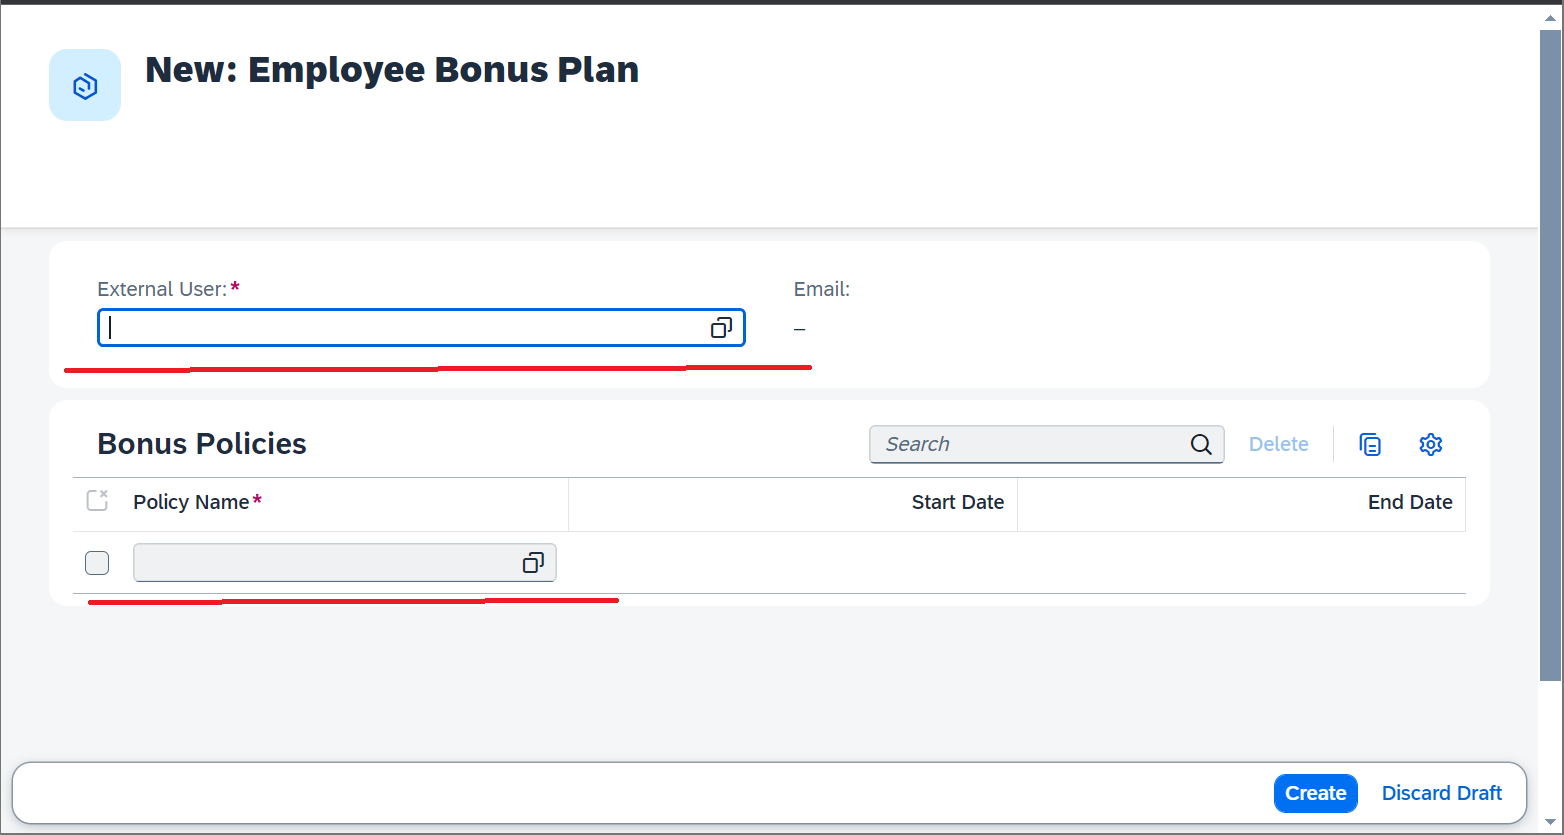 New: Employee Bonus Plan
External User:*
Email:
–
Bonus Policies
Search
Delete
Policy Name*
Start Date
End Date
Create
Discard Draft